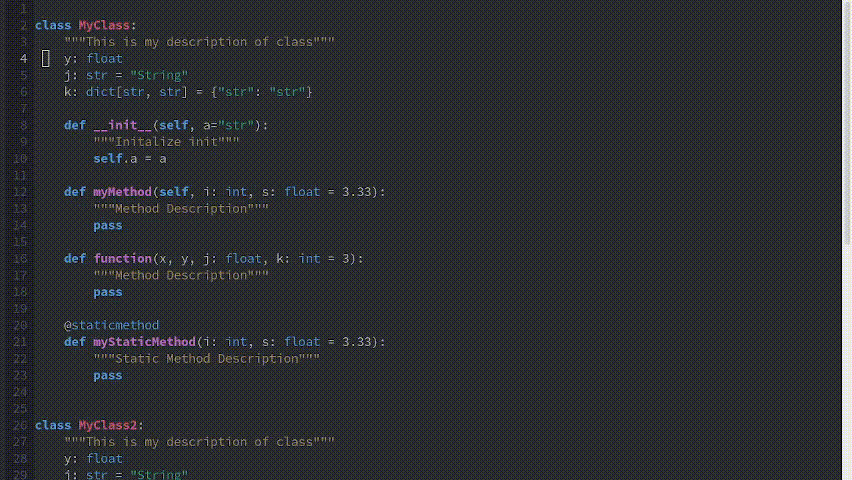 1
2 class MyClass:
3     """This is my description of class"""
4     y: float
5     j: str = "String"
6     k: dict[str, str] = {"str": "str"}
7
8     def __init__(self, a="str"):
9         """Initalize init"""
10         self.a = a
11
12     def myMethod(self, i: int, s: float = 3.33):
13         """Method Description"""
14         pass
15
16     def function(x, y, j: float, k: int = 3):
17         """Method Description"""
18         pass
19
20     @staticmethod
21     def myStaticMethod(i: int, s: float = 3.33):
22         """Static Method Description"""
23         pass
24
25
26 class MyClass2:
27     """This is my description of class"""
28     y: float
29     j: str = "String"